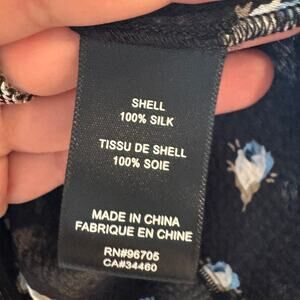 SHELL
100% SILK
TISSU DE SHELL
100% SOIE
MADE IN CHINA
FABRIQUE EN CHINE
RN#96705
CA#34460